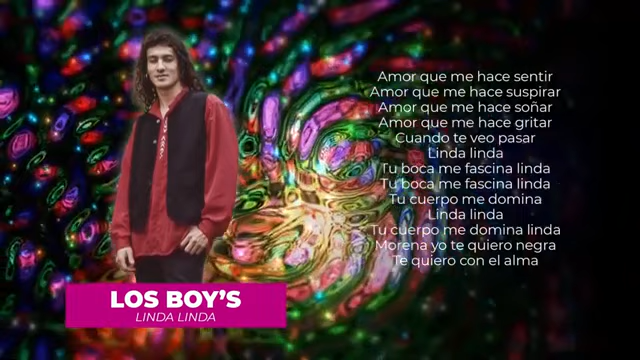 Amor que me hace sentir
Amor que me hace suspirar
Amor que me hace soñar
Amor que me hace gritar
Cuando te veo pasar
Linda linda
Tu boca me fascina linda
Tu boca me fascina linda
Tu cuerpo me domina
Linda linda
Tu cuerpo me domina linda
Morena yo te quiero negra
Te quiero con el alma
LOS BOY'S
LINDA LINDA